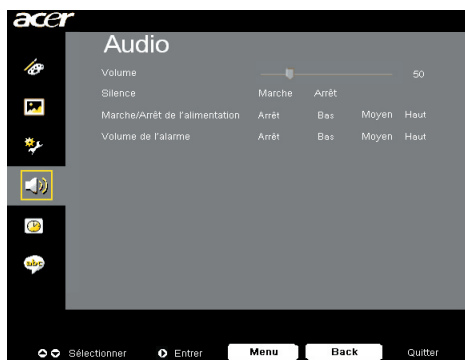 acer
Audio
Volume 50
Silence Marche Arrêt
Marche/Arrêt de l'alimentation Arrêt Bas Moyen Haut
Volume de l'alarme Arrêt Bas Moyen Haut
abc
Sélectionner Entrer Menu Back Quitter